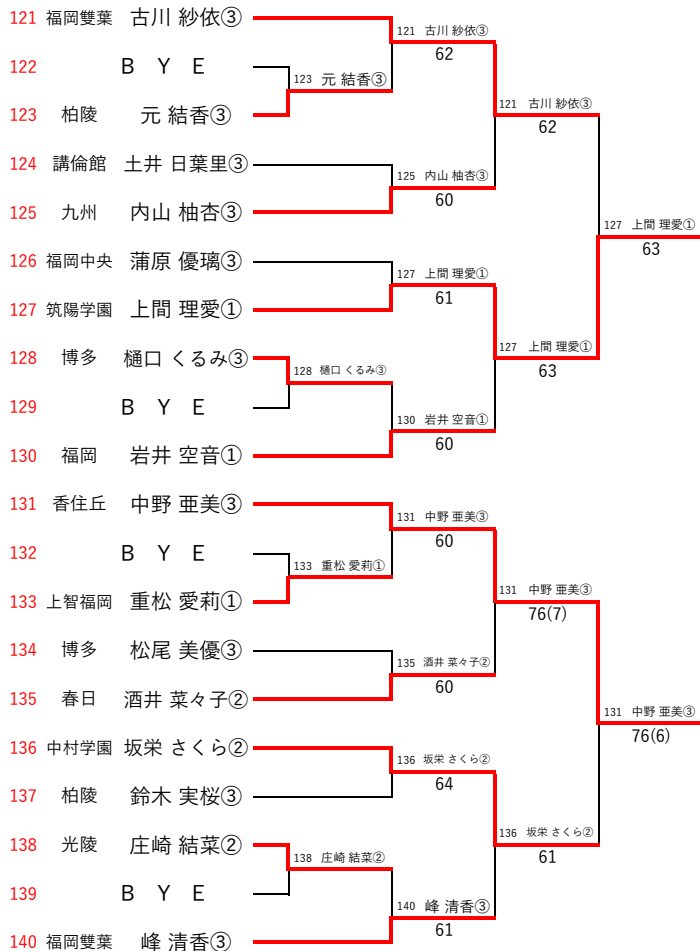 121 福岡雙葉 古川 紗依③
122 B Y E
123 柏陵 元 結香③
124 講倫館 土井 日葉里③
125 九州 内山 柚杏③
126 福岡中央 蒲原 優璃③
127 筑陽学園 上間 理愛①
128 博多 樋口 くるみ③
129 B Y E
130 福岡 岩井 空音①
131 香住丘 中野 亜美③
132 B Y E
133 上智福岡 重松 愛莉①
134 博多 松尾 美優③
135 春日 酒井 菜々子②
136 中村学園 坂栄 さくら②
137 柏陵 鈴木 実桜③
138 光陵 庄崎 結菜②
139 B Y E
140 福岡雙葉 峰 清香③
123 元 結香③
128 樋口 くるみ③
133 重松 愛莉①
138 庄崎 結菜②
121 古川 紗依③
62
125 内山 柚杏③
60
127 上間 理愛①
61
130 岩井 空音①
60
131 中野 亜美③
60
135 酒井 菜々子②
60
136 坂栄 さくら②
64
140 峰 清香③
61
121 古川 紗依③
62
127 上間 理愛①
63
131 中野 亜美③
76(7)
136 坂栄 さくら②
61
127 上間 理愛①
63
131 中野 亜美③
76(6)